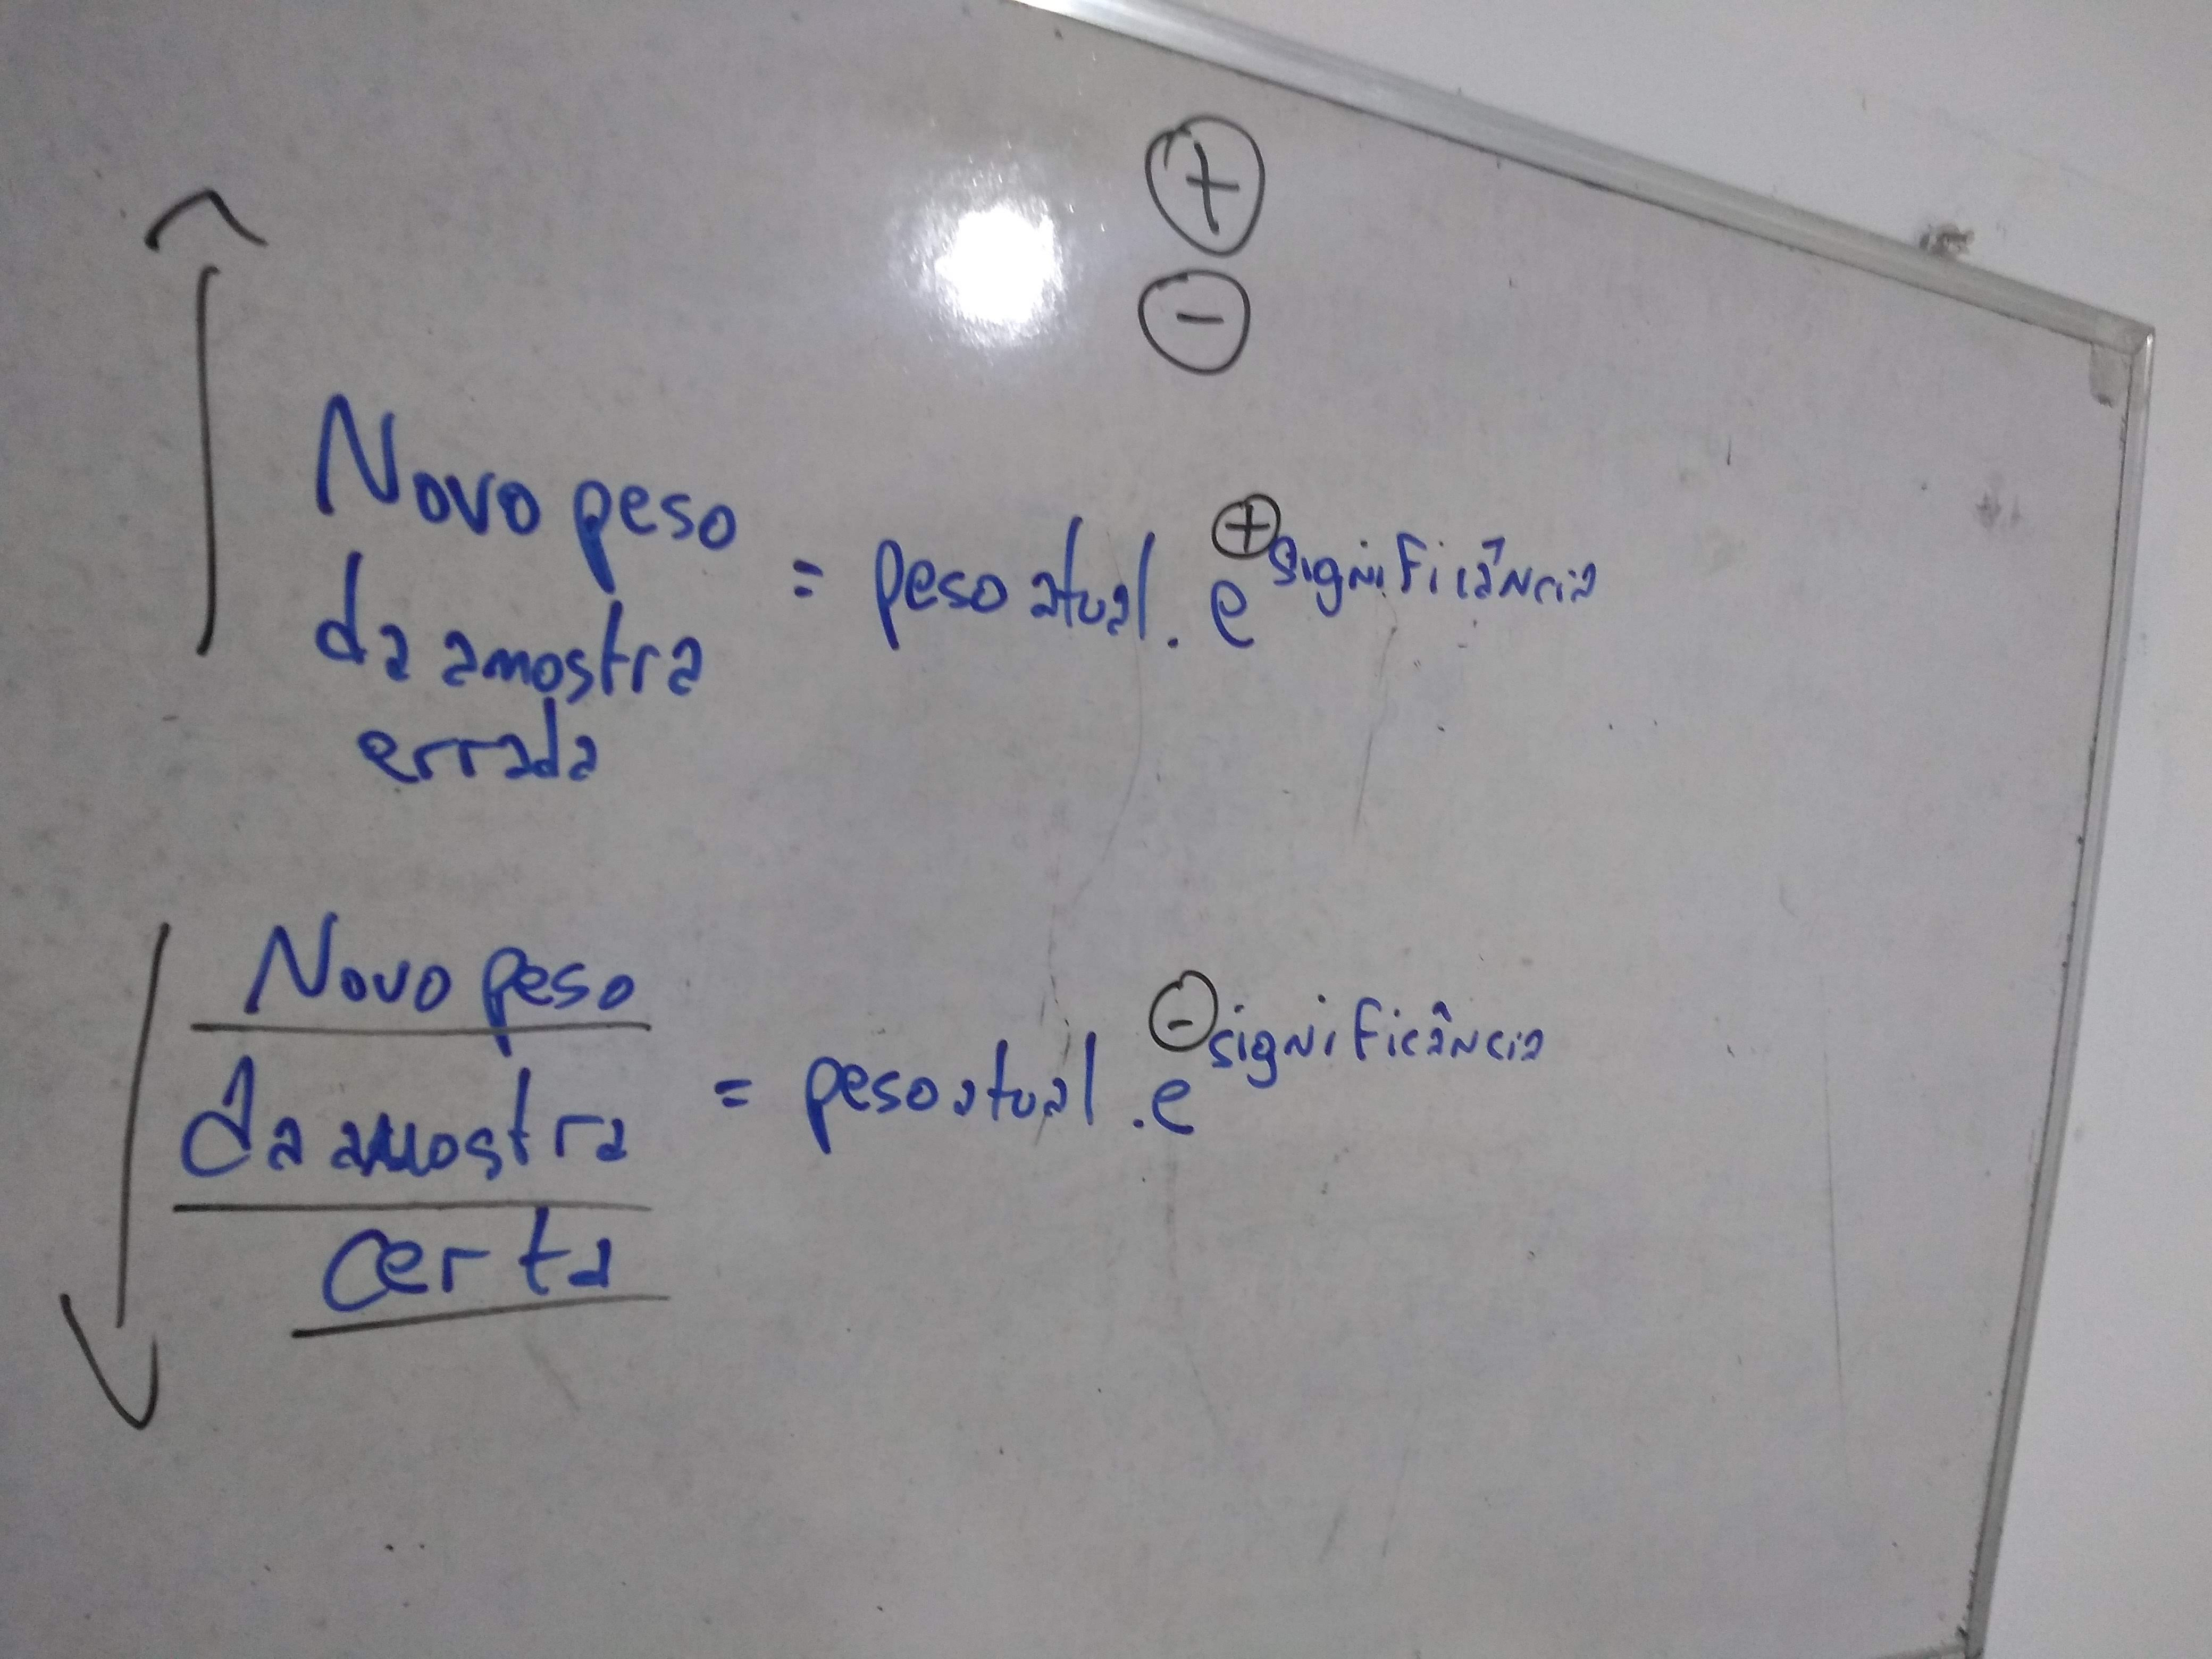 +
-
Novo peso
da amostra
errada
= peso atual . e^+significância
Novo peso
da amostra
certa
= peso atual . e^-significância